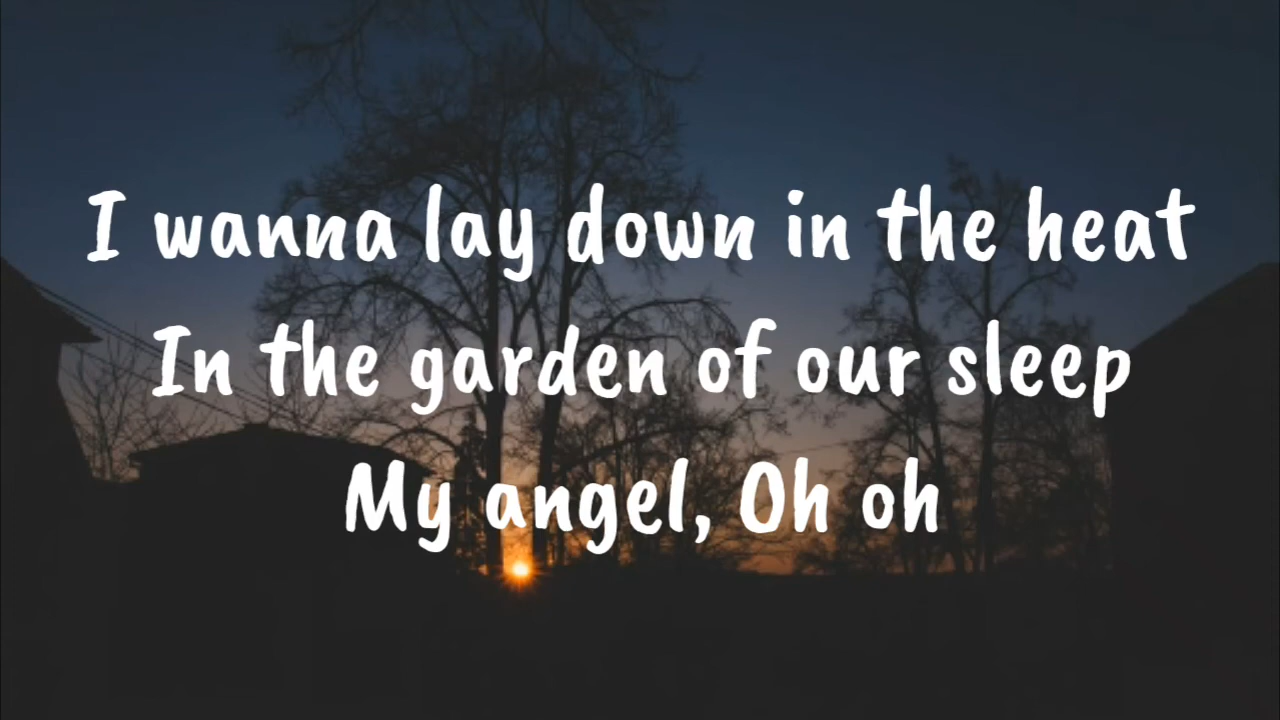 I wanna lay down in the heat
In the garden of our sleep
My angel, Oh oh